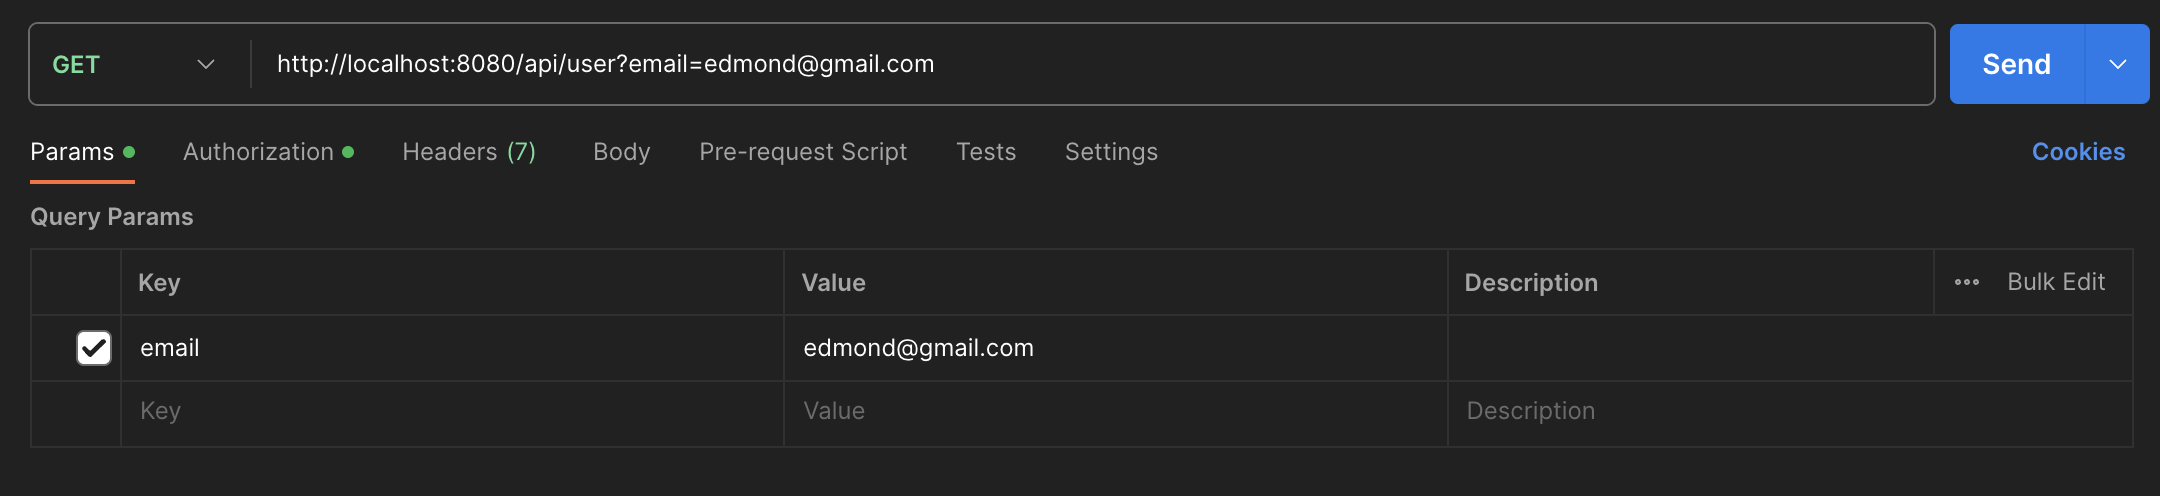 GET http://localhost:8080/api/user?email=edmond@gmail.com Send
Params Authorization Headers (7) Body Pre-request Script Tests Settings Cookies
Query Params
Key Value Description Bulk Edit
email edmond@gmail.com
Key Value Description